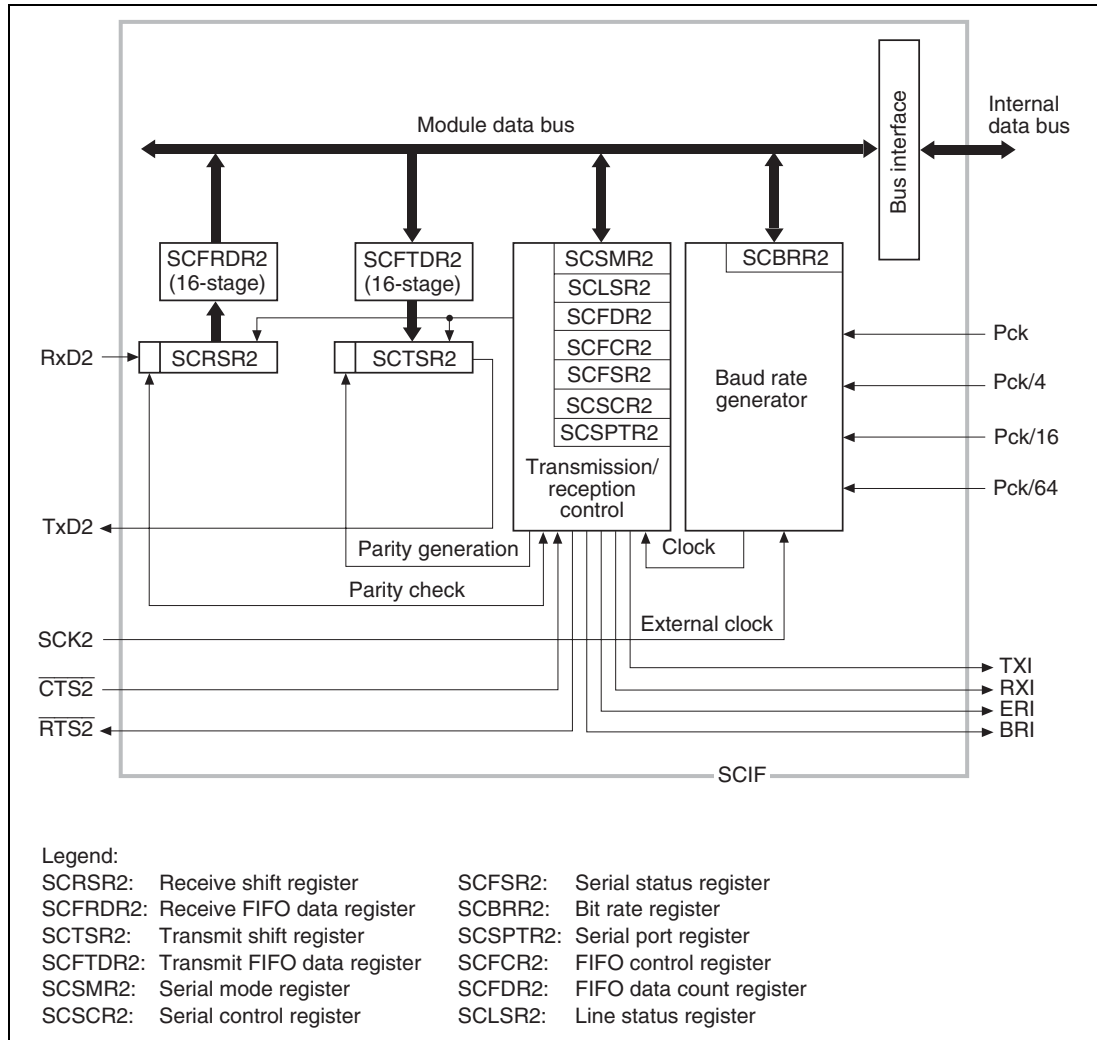 Module data bus
Bus interface
Internal
data bus
SCFRDR2
(16-stage)
SCFTDR2
(16-stage)
SCSMR2
SCLSR2
SCFDR2
SCFCR2
SCFSR2
SCSCR2
SCSPTR2
Transmission/
reception
control
SCBRR2
Baud rate
generator
Pck
Pck/4
Pck/16
Pck/64
RxD2
SCRSR2
SCTSR2
TxD2
Parity generation
Clock
Parity check
SCK2
External clock
CTS2
RTS2
TXI
RXI
ERI
BRI
SCIF
Legend:
SCRSR2: Receive shift register
SCFRDR2: Receive FIFO data register
SCTSR2: Transmit shift register
SCFTDR2: Transmit FIFO data register
SCSMR2: Serial mode register
SCSCR2: Serial control register
SCFSR2: Serial status register
SCBRR2: Bit rate register
SCSPTR2: Serial port register
SCFCR2: FIFO control register
SCFDR2: FIFO data count register
SCLSR2: Line status register